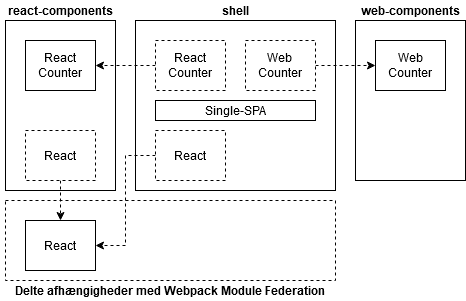 react-components
shell
web-components
React
Counter
React
Counter
Web
Counter
Web
Counter
Single-SPA
React
React
React
Delte afhængigheder med Webpack Module Federation